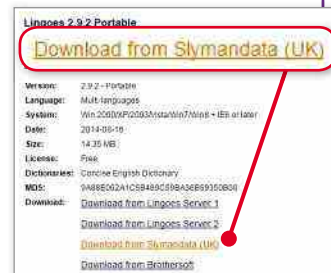 Lingoes 2.9.2 Portable
Download from Slymandata (UK)
Version: 2.9.2 - Portable
Language: Multi-languages
System: Win 2000/XP/2003/Vista/Win7/Win8 + IE6 or later
Date: 2014-06-16
Size: 14.35 MB
License: Free
Dictionaries: Concise English Dictionary
MD5:
Download: Download from Lingoes Server 1
Download from Lingoes Server 2
Download from Slymandata (UK)
Download from Brothersoft